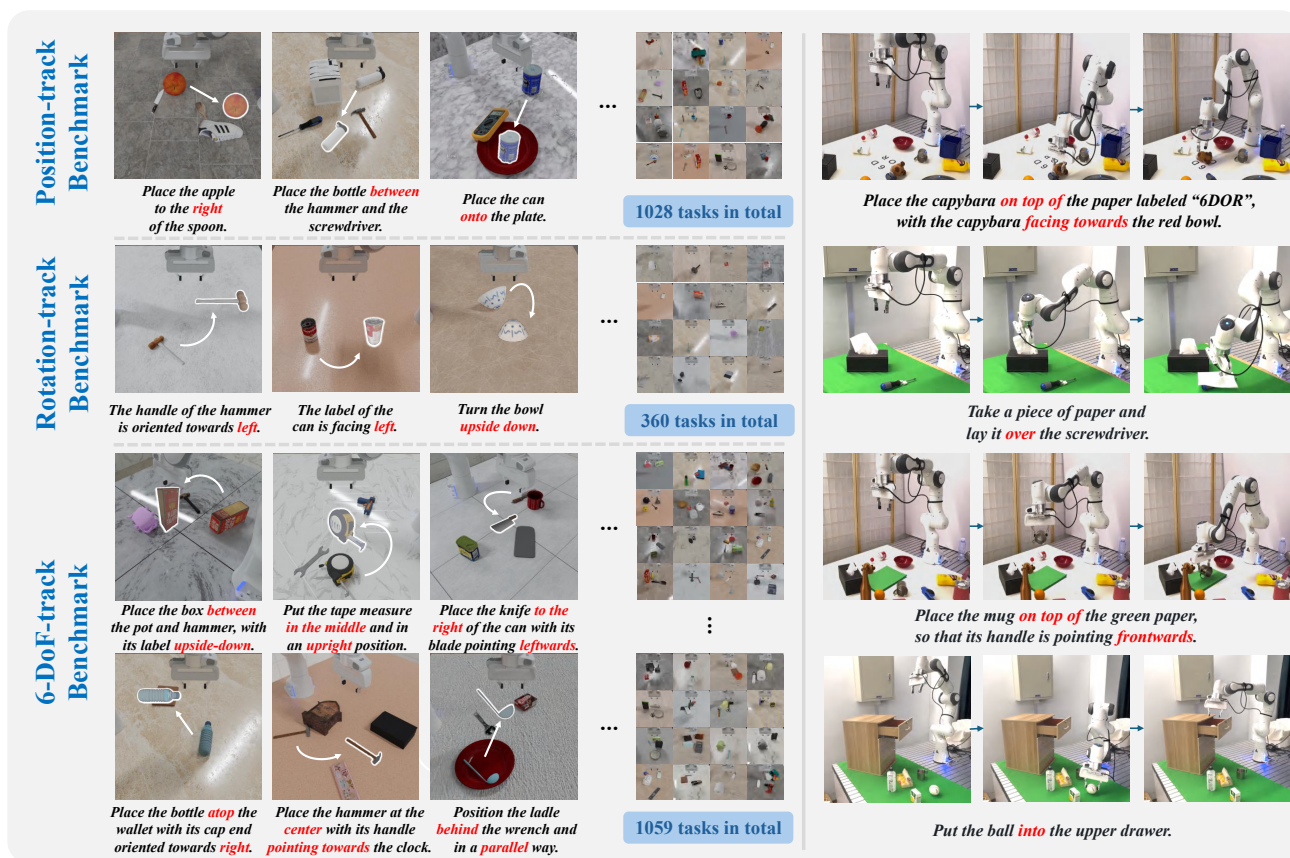 Position-track
Benchmark
Place the apple
to the right
of the spoon.
Place the bottle between
the hammer and the
screwdriver.
Place the can
onto the plate.
...
1028 tasks in total
Rotation-track
Benchmark
The handle of the hammer
is oriented towards left.
The label of the
can is facing left.
Turn the bowl
upside down.
...
360 tasks in total
6-DoF-track
Benchmark
Place the box between
the pot and hammer, with
its label upside-down.
Put the tape measure
in the middle and in
an upright position.
Place the knife to the
right of the can with its
blade pointing leftwards.
...
Place the bottle atop the
wallet with its cap end
oriented towards right.
Place the hammer at the
center with its handle
pointing towards the clock.
Position the ladle
behind the wrench and
in a parallel way.
...
1059 tasks in total
Place the capybara on top of the paper labeled “6DOR”,
with the capybara facing towards the red bowl.
Take a piece of paper and
lay it over the screwdriver.
Place the mug on top of the green paper,
so that its handle is pointing frontwards.
Put the ball into the upper drawer.